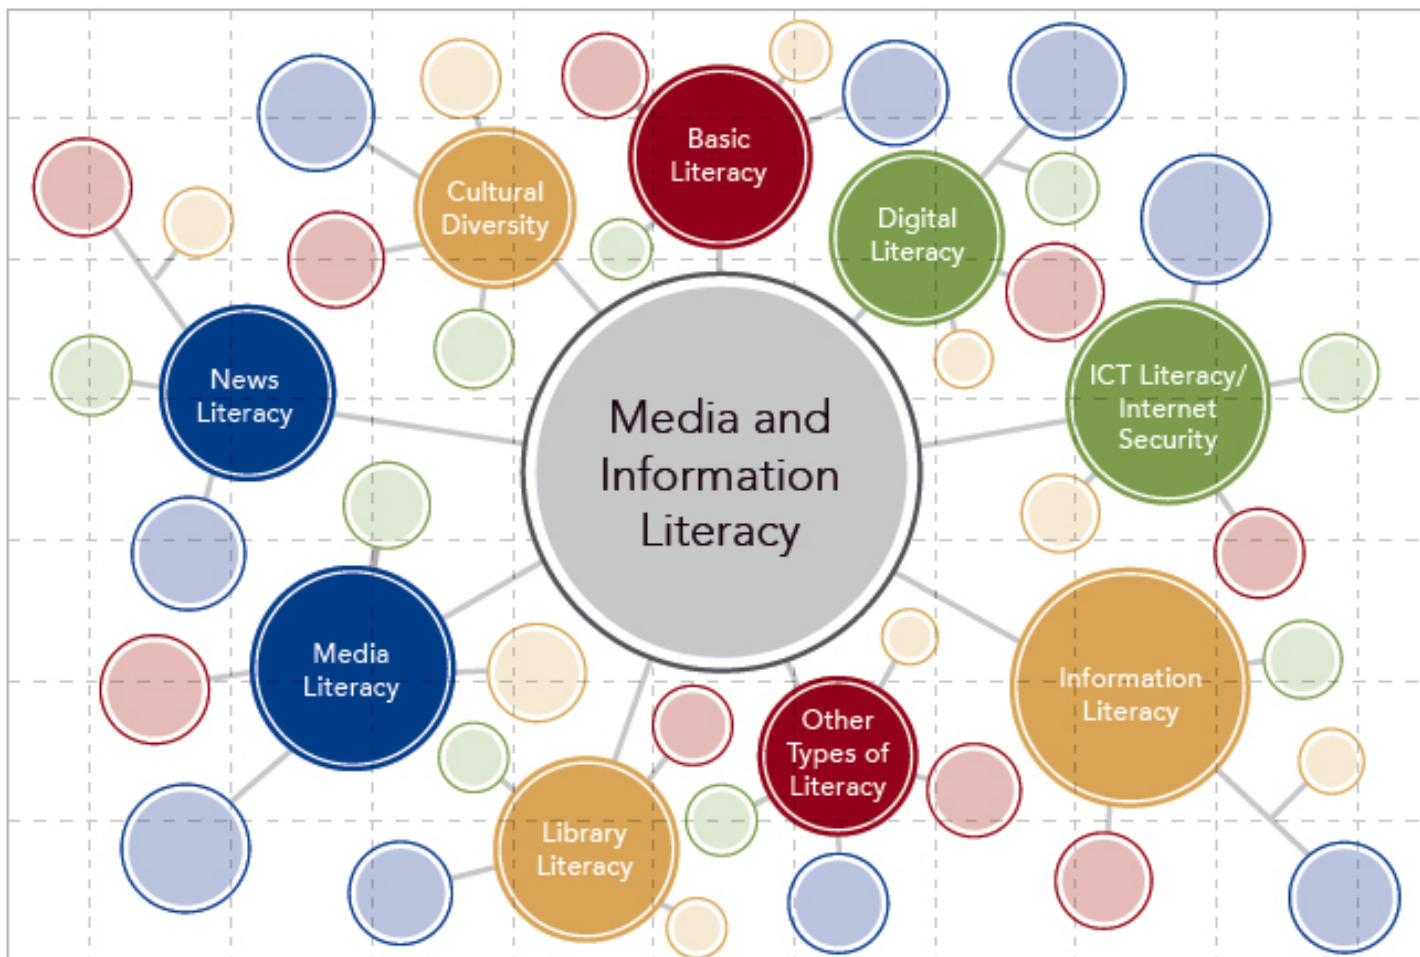 Basic
Literacy
Cultural
Diversity
Digital
Literacy
News
Literacy
ICT Literacy/
Internet
Security
Media and
Information
Literacy
Media
Literacy
Information
Literacy
Other
Types of
Literacy
Library
Literacy